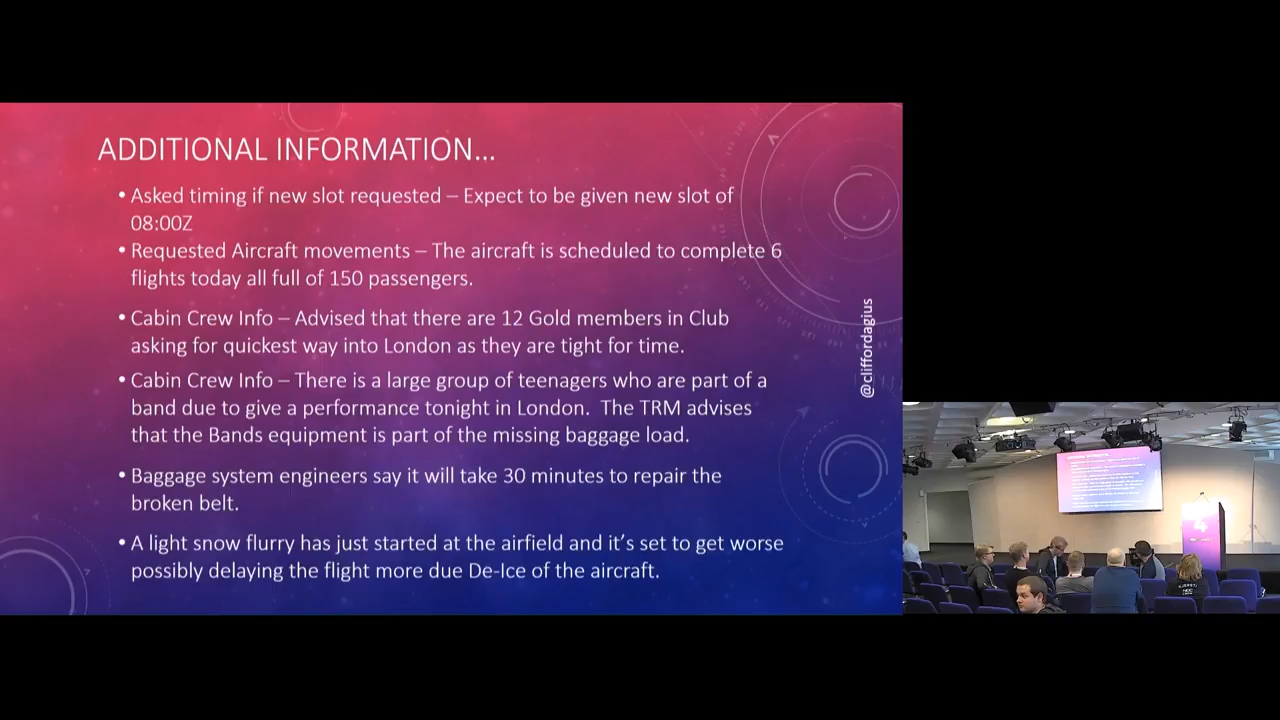 ADDITIONAL INFORMATION...
• Asked timing if new slot requested – Expect to be given new slot of
08:00Z
• Requested Aircraft movements – The aircraft is scheduled to complete 6
flights today all full of 150 passengers.
• Cabin Crew Info – Advised that there are 12 Gold members in Club
asking for quickest way into London as they are tight for time.
• Cabin Crew Info – There is a large group of teenagers who are part of a
band due to give a performance tonight in London. The TRM advises
that the Bands equipment is part of the missing baggage load.
• Baggage system engineers say it will take 30 minutes to repair the
broken belt.
• A light snow flurry has just started at the airfield and it’s set to get worse
possibly delaying the flight more due De-Ice of the aircraft.
@cliffordagius
4